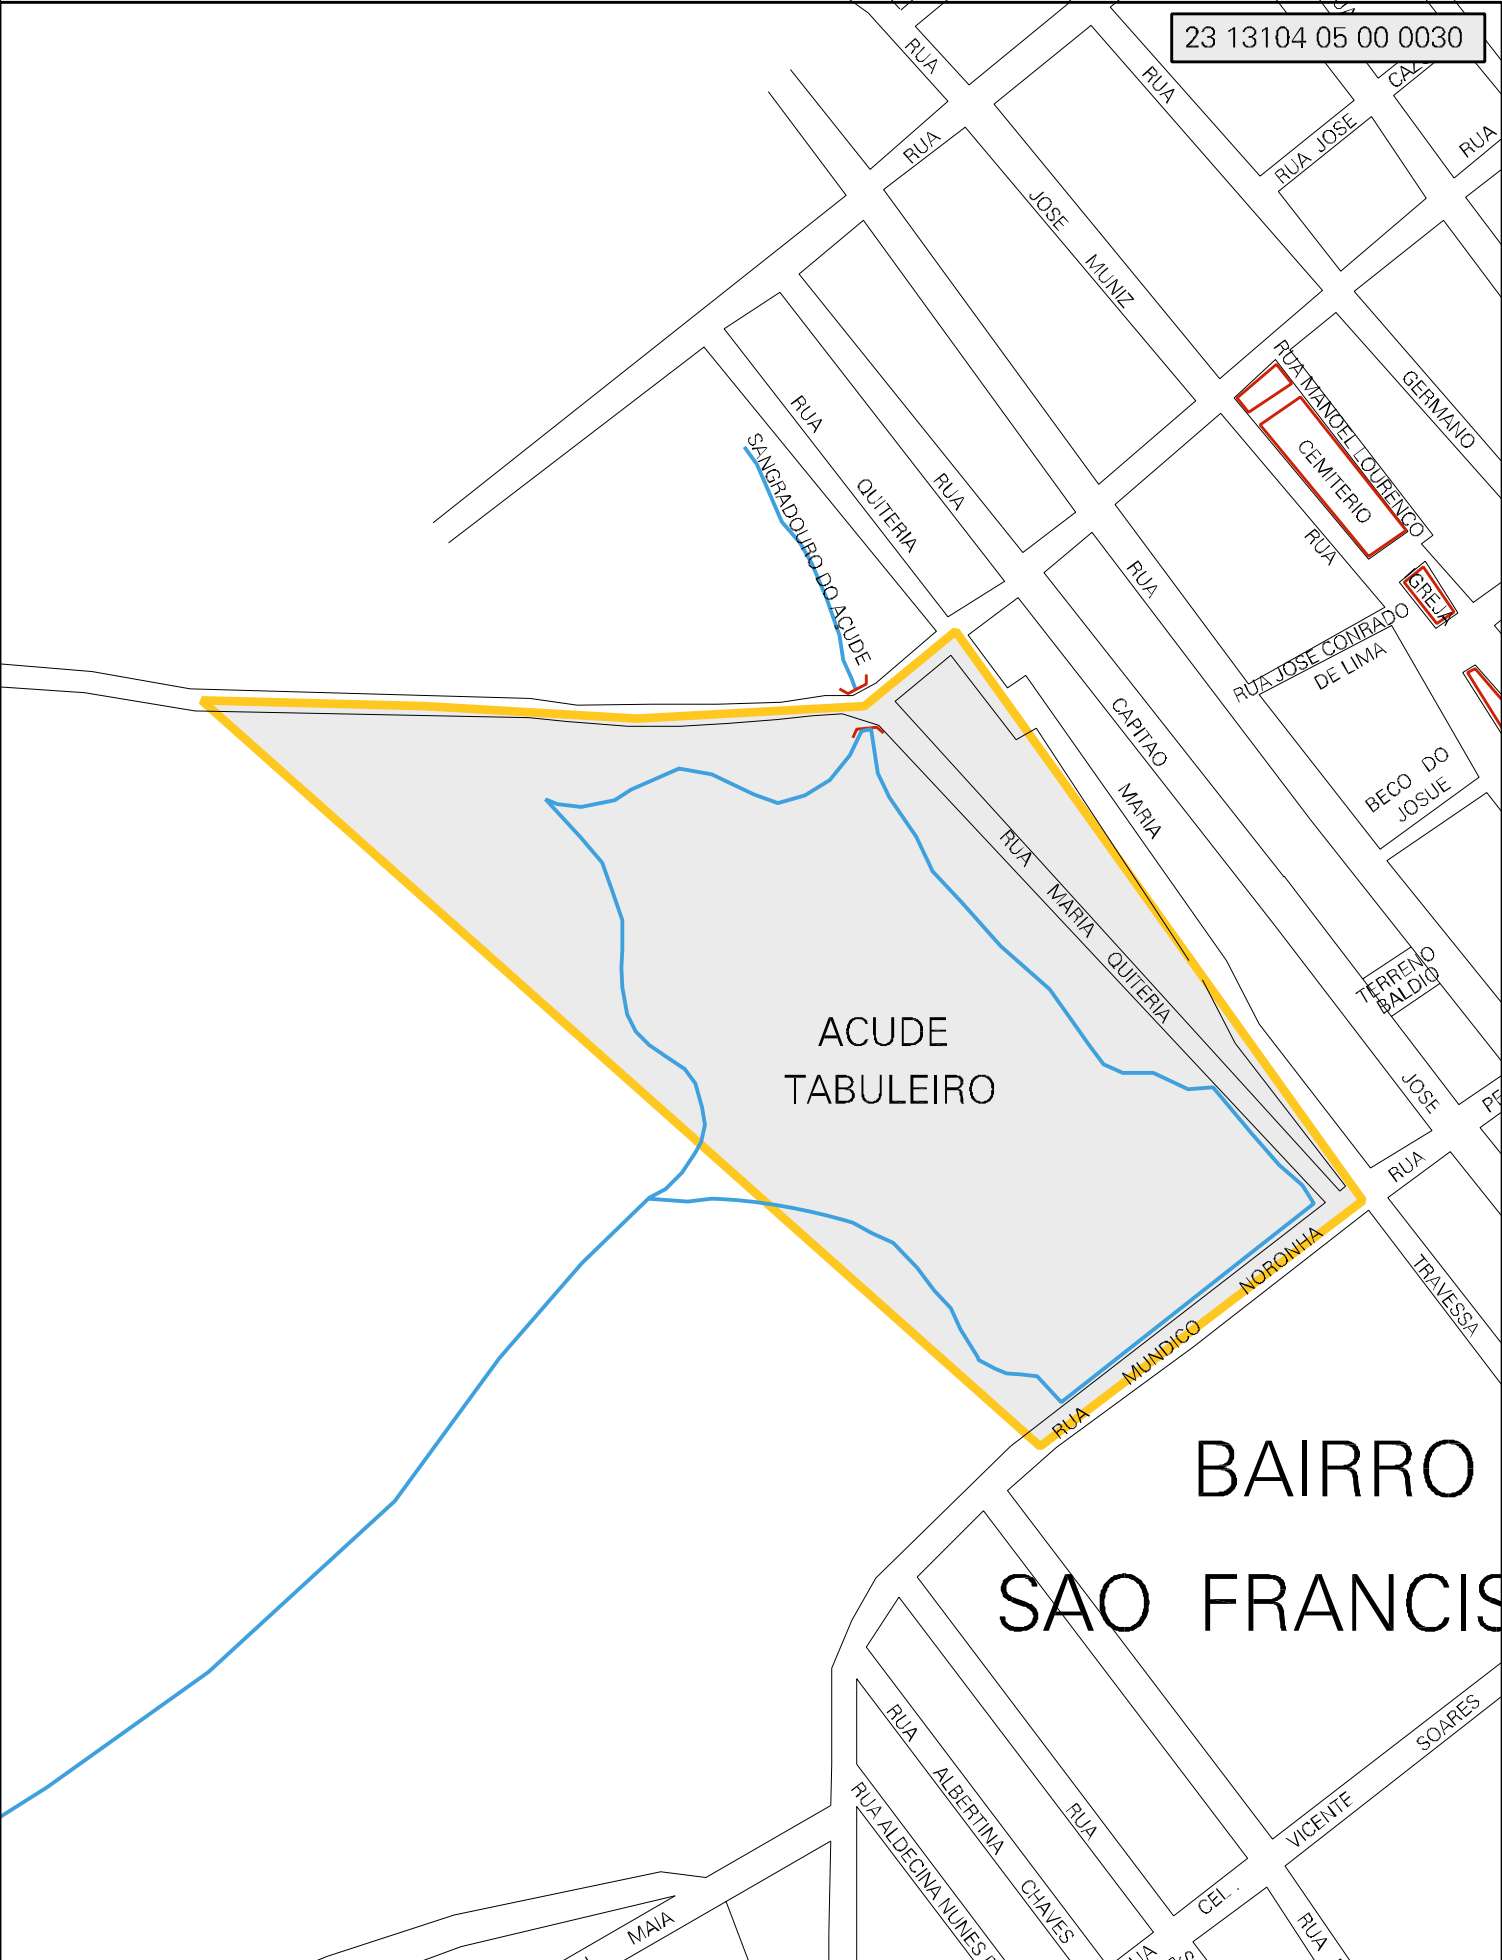 23 13104 05 00 0030
RUA
RUA
RUA
RUA JOSE
RUA
JOSE MUNIZ
RUA MANOEL LOURENCO
GERMANO
CEMITERIO
RUA
IGREJA
RUA JOSE CONRADO
DE LIMA
RUA
QUITERIA
RUA
RUA
SANGRADOURO DO ACUDE
CAPITAO
MARIA
BECO DO
JOSUE
RUA MARIA QUITERIA
TERRENO
BALDIO
ACUDE
TABULEIRO
JOSE
RUA
TRAVESSA
RUA MUNDICO NORONHA
BAIRRO
SAO FRANCIS
RUA ALBERTINA CHAVES
RUA ALDECINA NUNES
RUA
VICENTE SOARES
CEL.
RUA
MAIA